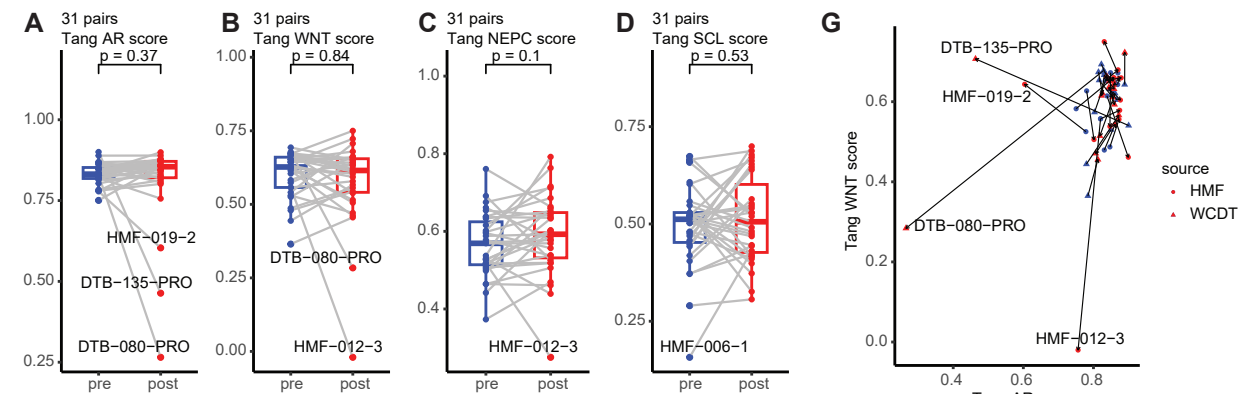 A
31 pairs
Tang AR score
p = 0.37
1.00
0.75
0.50
0.25
HMF−019−2
DTB−135−PRO
DTB−080−PRO
pre
post
B
31 pairs
Tang WNT score
p = 0.84
1.00
0.75
0.50
0.25
0.00
DTB−080−PRO
HMF−012−3
pre
post
C
31 pairs
Tang NEPC score
p = 0.1
1.0
0.8
0.6
0.4
HMF−012−3
pre
post
D
31 pairs
Tang SCL score
p = 0.53
0.75
0.50
0.25
HMF−006−1
pre
post
G
Tang WNT score
0.6
0.4
0.2
0.0
DTB−135−PRO
HMF−019−2
DTB−080−PRO
HMF−012−3
0.4
0.6
0.8
source
HMF
WCDT